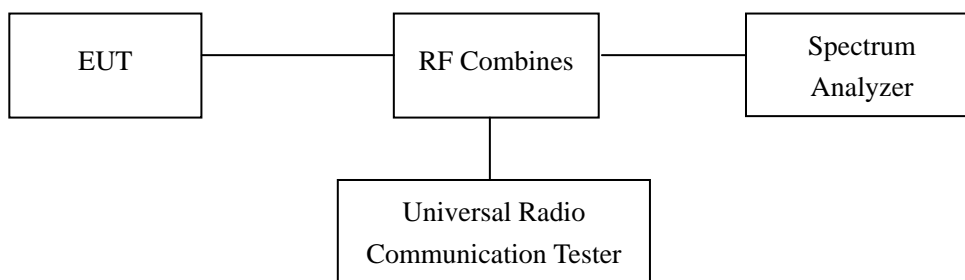 EUT
RF Combines
Spectrum
Analyzer
Universal Radio
Communication Tester